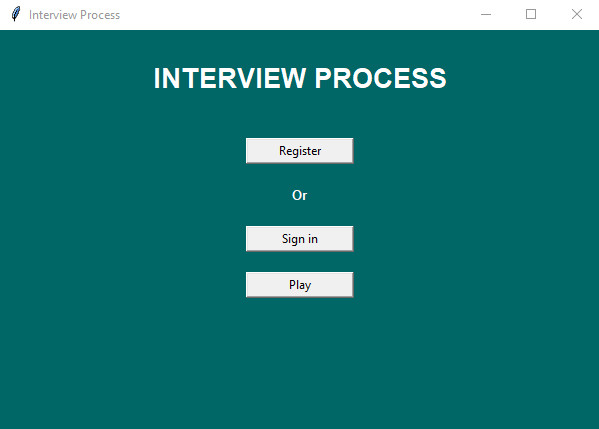 Interview Process
INTERVIEW PROCESS
Register
Or
Sign in
Play